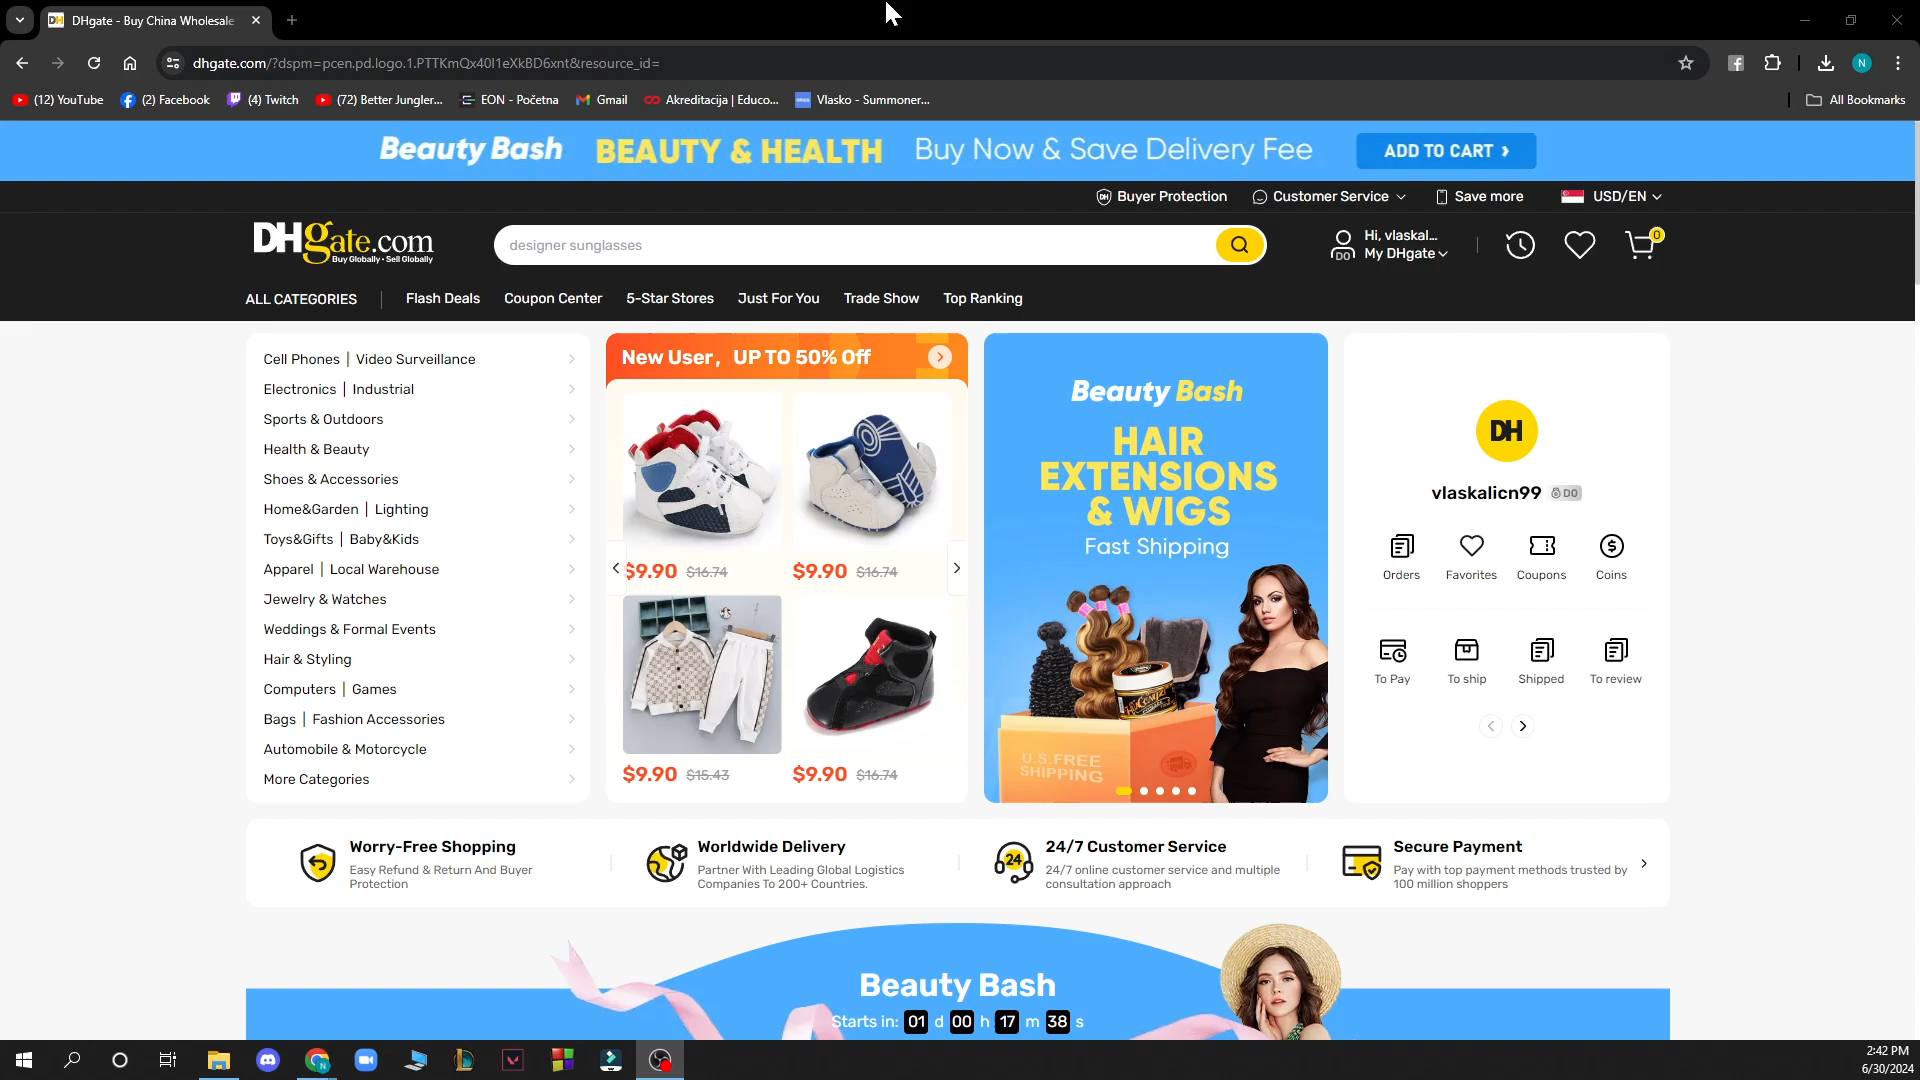 DHgate - Buy China Wholesale
dhgate.com/?dspm=pcen.pd.logo.1.PTTKmQx40I1eXkBD6xnt&resource_id=
N
(12) YouTube
(2) Facebook
(4) Twitch
(72) Better Jungler...
EON - Početna
Gmail
Akreditacija | Educo...
Vlasko - Summoner...
All Bookmarks
Beauty Bash BEAUTY & HEALTH Buy Now & Save Delivery Fee ADD TO CART ›
Buyer Protection
Customer Service
Save more
USD/EN
DHgate.com
Buy Globally • Sell Globally
designer sunglasses
Hi, vlaskal...
My DHgate
D0
0
ALL CATEGORIES
Flash Deals
Coupon Center
5-Star Stores
Just For You
Trade Show
Top Ranking
Cell Phones | Video Surveillance
Electronics | Industrial
Sports & Outdoors
Health & Beauty
Shoes & Accessories
Home&Garden | Lighting
Toys&Gifts | Baby&Kids
Apparel | Local Warehouse
Jewelry & Watches
Weddings & Formal Events
Hair & Styling
Computers | Games
Bags | Fashion Accessories
Automobile & Motorcycle
More Categories
New User, UP TO 50% Off
$9.90 $16.74
$9.90 $16.74
$9.90 $15.43
$9.90 $16.74
Beauty Bash
HAIR
EXTENSIONS
& WIGS
Fast Shipping
U.S.FREE
SHIPPING
DH
vlaskalicn99 D0
Orders
Favorites
Coupons
Coins
To Pay
To ship
Shipped
To review
Worry-Free Shopping
Easy Refund & Return And Buyer
Protection
Worldwide Delivery
Partner With Leading Global Logistics
Companies To 200+ Countries.
24
24/7 Customer Service
24/7 online customer service and multiple
consultation approach
Secure Payment
Pay with top payment methods trusted by
100 million shoppers
Beauty Bash
Starts in: 01 d 00 h 17 m 38 s
2:42 PM
6/30/2024